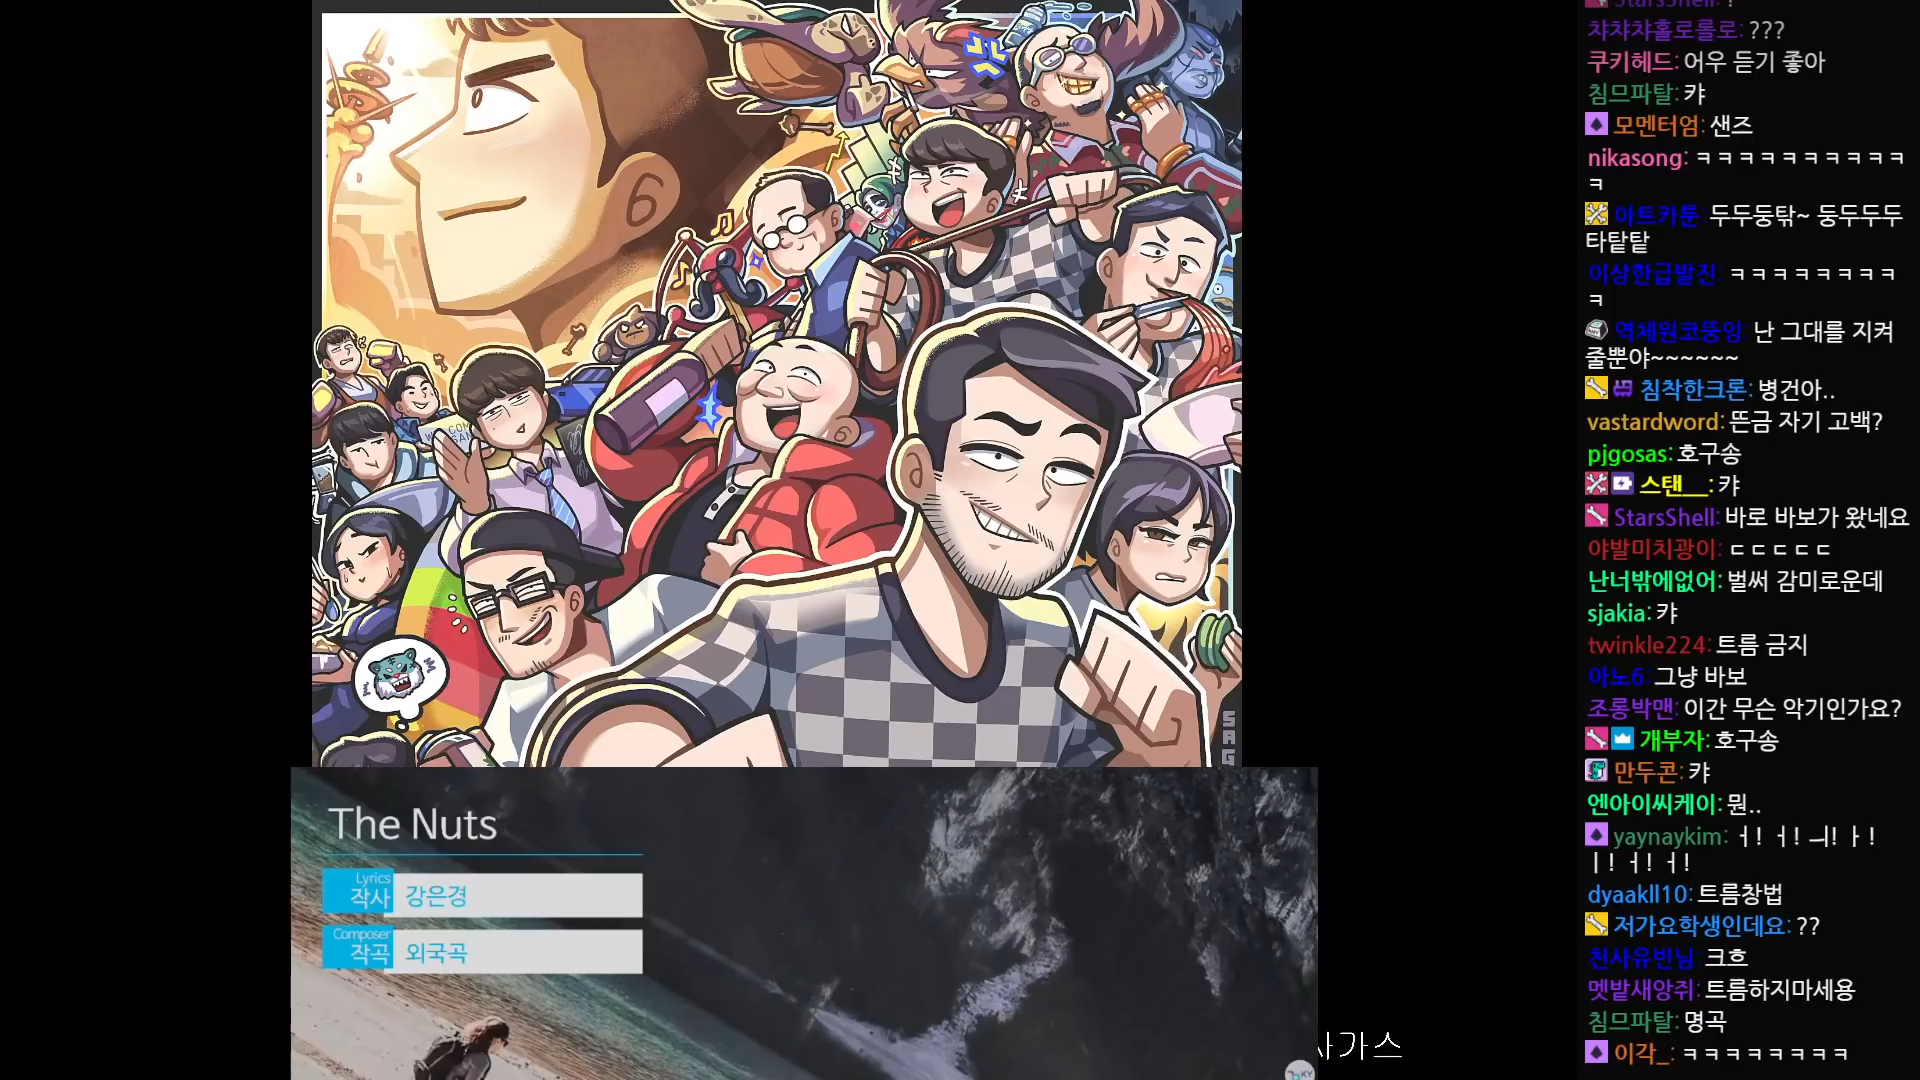 StarsShell: ?
챠챠챠홀로롤로: ???
쿠키헤드: 어우 듣기 좋아
침므파탈: 캬
모멘터엄: 샌즈
nikasong: ㅋㅋㅋㅋㅋㅋㅋㅋㅋㅋ
ㅋ
아트카툰: 두두둥탁~ 둥두두두
타탙탙
이상한급발진: ㅋㅋㅋㅋㅋㅋㅋㅋ
ㅋ
역체원코뚱잉: 난 그대를 지켜
줄뿐야~~~~~~
침착한크론: 병건아..
vastardword: 뜬금 자기 고백?
pjgosas: 호구송
스탠__: 캬
StarsShell: 바로 바보가 왔네요
야발미치광이: ㄷㄷㄷㄷㄷ
난너밖에없어: 벌써 감미로운데
sjakia: 캬
twinkle224: 트름 금지
아노6: 그냥 바보
조롱박맨: 이간 무슨 악기인가요?
개부자: 호구송
만두콘: 캬
엔아이씨케이: 뭔..
yaynaykim: ㅓ! ㅓ! ㅢ! ㅏ!
ㅣ! ㅓ! ㅓ!
dyaakll10: 트름창법
저가요학생인데요: ??
천사유빈님: 크흐
멧밭새앙쥐: 트름하지마세용
침므파탈: 명곡
이각_: ㅋㅋㅋㅋㅋㅋㅋㅋ
SAG
The Nuts
Lyrics
작사 강은경
Composer
작곡 외국곡
사가스
KY